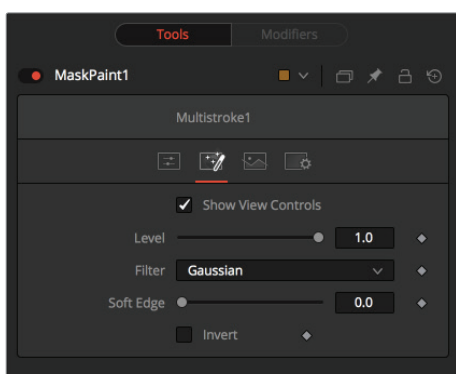 Tools Modifiers
MaskPaint1
Multistroke1
Show View Controls
Level 1.0
Filter Gaussian
Soft Edge 0.0
Invert